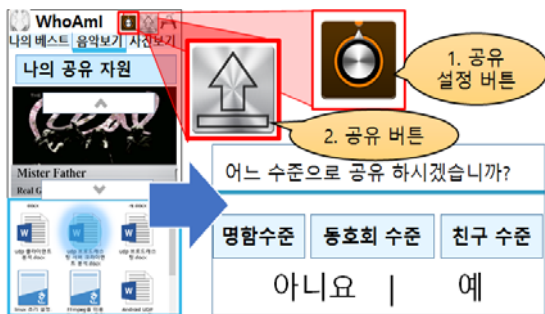 WhoAmI
나의 베스트 음악보기 사진보기
나의 공유 자원
Mister Father
Real G
1. 공유
설정 버튼
2. 공유 버튼
어느 수준으로 공유 하시겠습니까?
명함수준 동호회 수준 친구 수준
아니요 | 예